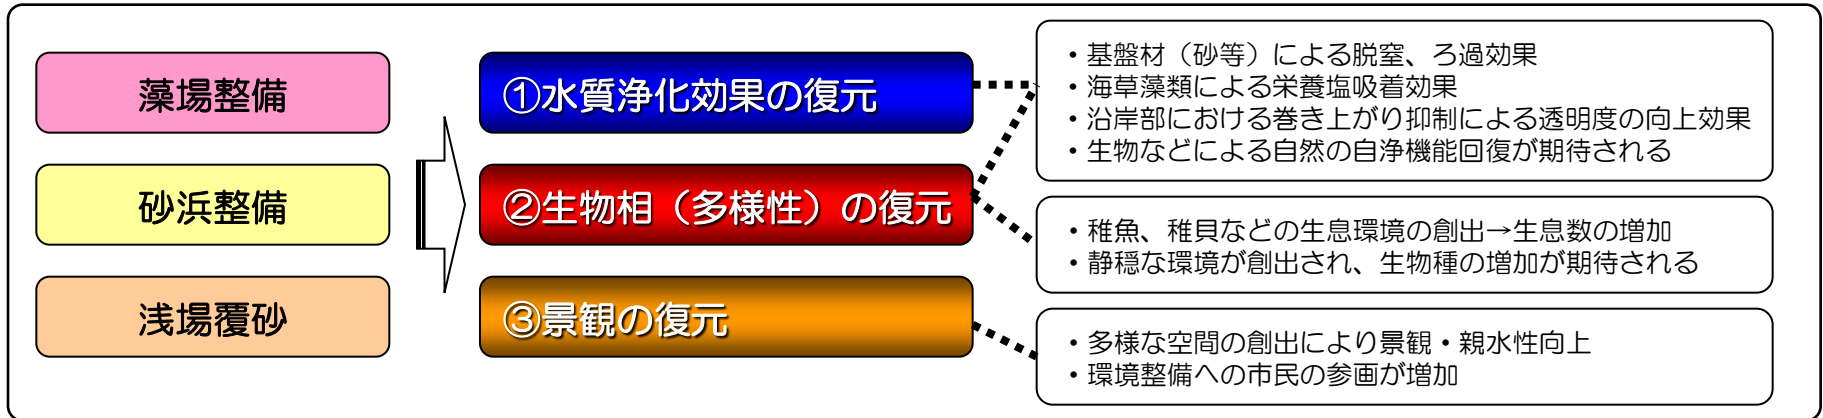 藻場整備
砂浜整備
浅場覆砂
①水質浄化効果の復元
②生物相（多様性）の復元
③景観の復元
・基盤材（砂等）による脱窒、ろ過効果
・海草藻類による栄養塩吸着効果
・沿岸部における巻き上がり抑制による透明度の向上効果
・生物などによる自然の自浄機能回復が期待される
・稚魚、稚貝などの生息環境の創出→生息数の増加
・静穏な環境が創出され、生物種の増加が期待される
・多様な空間の創出により景観・親水性向上
・環境整備への市民の参画が増加